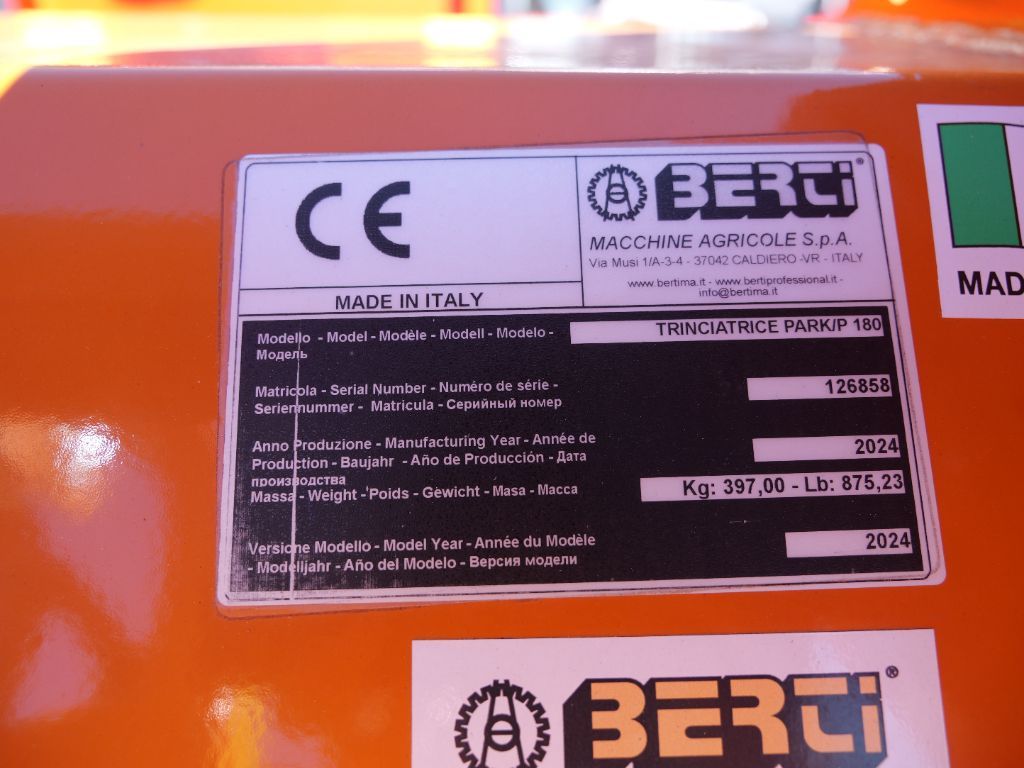 CE
MADE IN ITALY
BERTi®
MACCHINE AGRICOLE S.p.A.
Via Musi 1/A-3-4 - 37042 CALDIERO -VR - ITALY
www.bertima.it - www.bertiprofessional.it -
info@bertima.it
Modello - Model - Modèle - Modell - Modelo -
Модель
TRINCIATRICE PARK/P 180
Matricola - Serial Number - Numéro de série -
Seriennummer - Matricula - Серийный номер
126858
Anno Produzione - Manufacturing Year - Année de
Production - Baujahr - Año de Producción - Дата
производства
2024
Massa - Weight - Poids - Gewicht - Masa - Масса
Kg: 397,00 - Lb: 875,23
Versione Modello - Model Year - Année du Modèle
- Modelljahr - Año del Modelo - Версия модели
2024
MAD
BERTi®